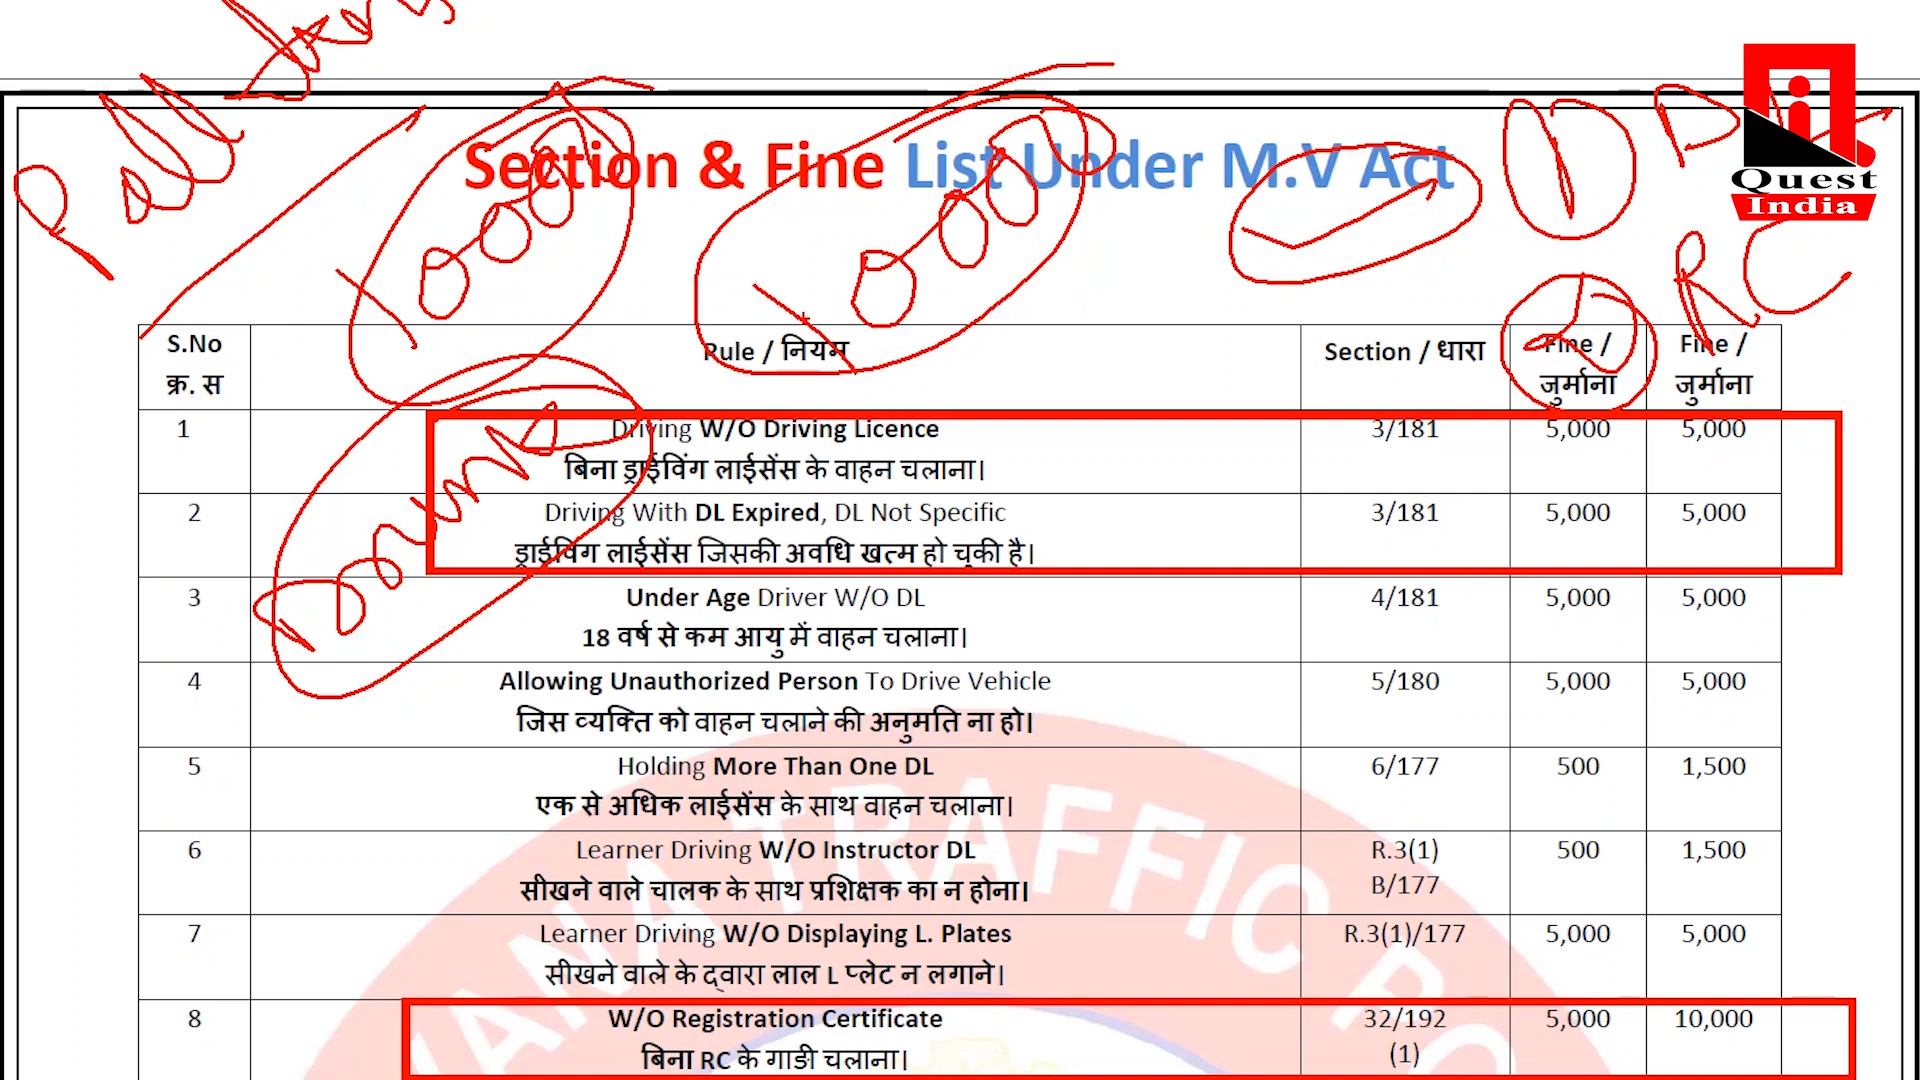 Section & Fine List Under M.V Act
Quest
India
10000
10000
DL
RC
S.No
क्र. स
Rule / नियम
Section / धारा
Fine /
जुर्माना
Fine /
जुर्माना
1
Driving W/O Driving Licence
बिना ड्राईविंग लाईसेंस के वाहन चलाना।
3/181
5,000
5,000
2
Driving With DL Expired, DL Not Specific
ड्राईविंग लाईसेंस जिसकी अवधि खत्म हो चुकी है।
3/181
5,000
5,000
3
Under Age Driver W/O DL
18 वर्ष से कम आयु में वाहन चलाना।
4/181
5,000
5,000
4
Allowing Unauthorized Person To Drive Vehicle
जिस व्यक्ति को वाहन चलाने की अनुमति ना हो।
5/180
5,000
5,000
5
Holding More Than One DL
एक से अधिक लाईसेंस के साथ वाहन चलाना।
6/177
500
1,500
6
Learner Driving W/O Instructor DL
सीखने वाले चालक के साथ प्रशिक्षक का न होना।
R.3(1)
B/177
500
1,500
7
Learner Driving W/O Displaying L. Plates
सीखने वाले के द्वारा लाल L प्लेट न लगाने।
R.3(1)/177
5,000
5,000
8
W/O Registration Certificate
बिना RC के गाडी चलाना।
32/192
(1)
5,000
10,000